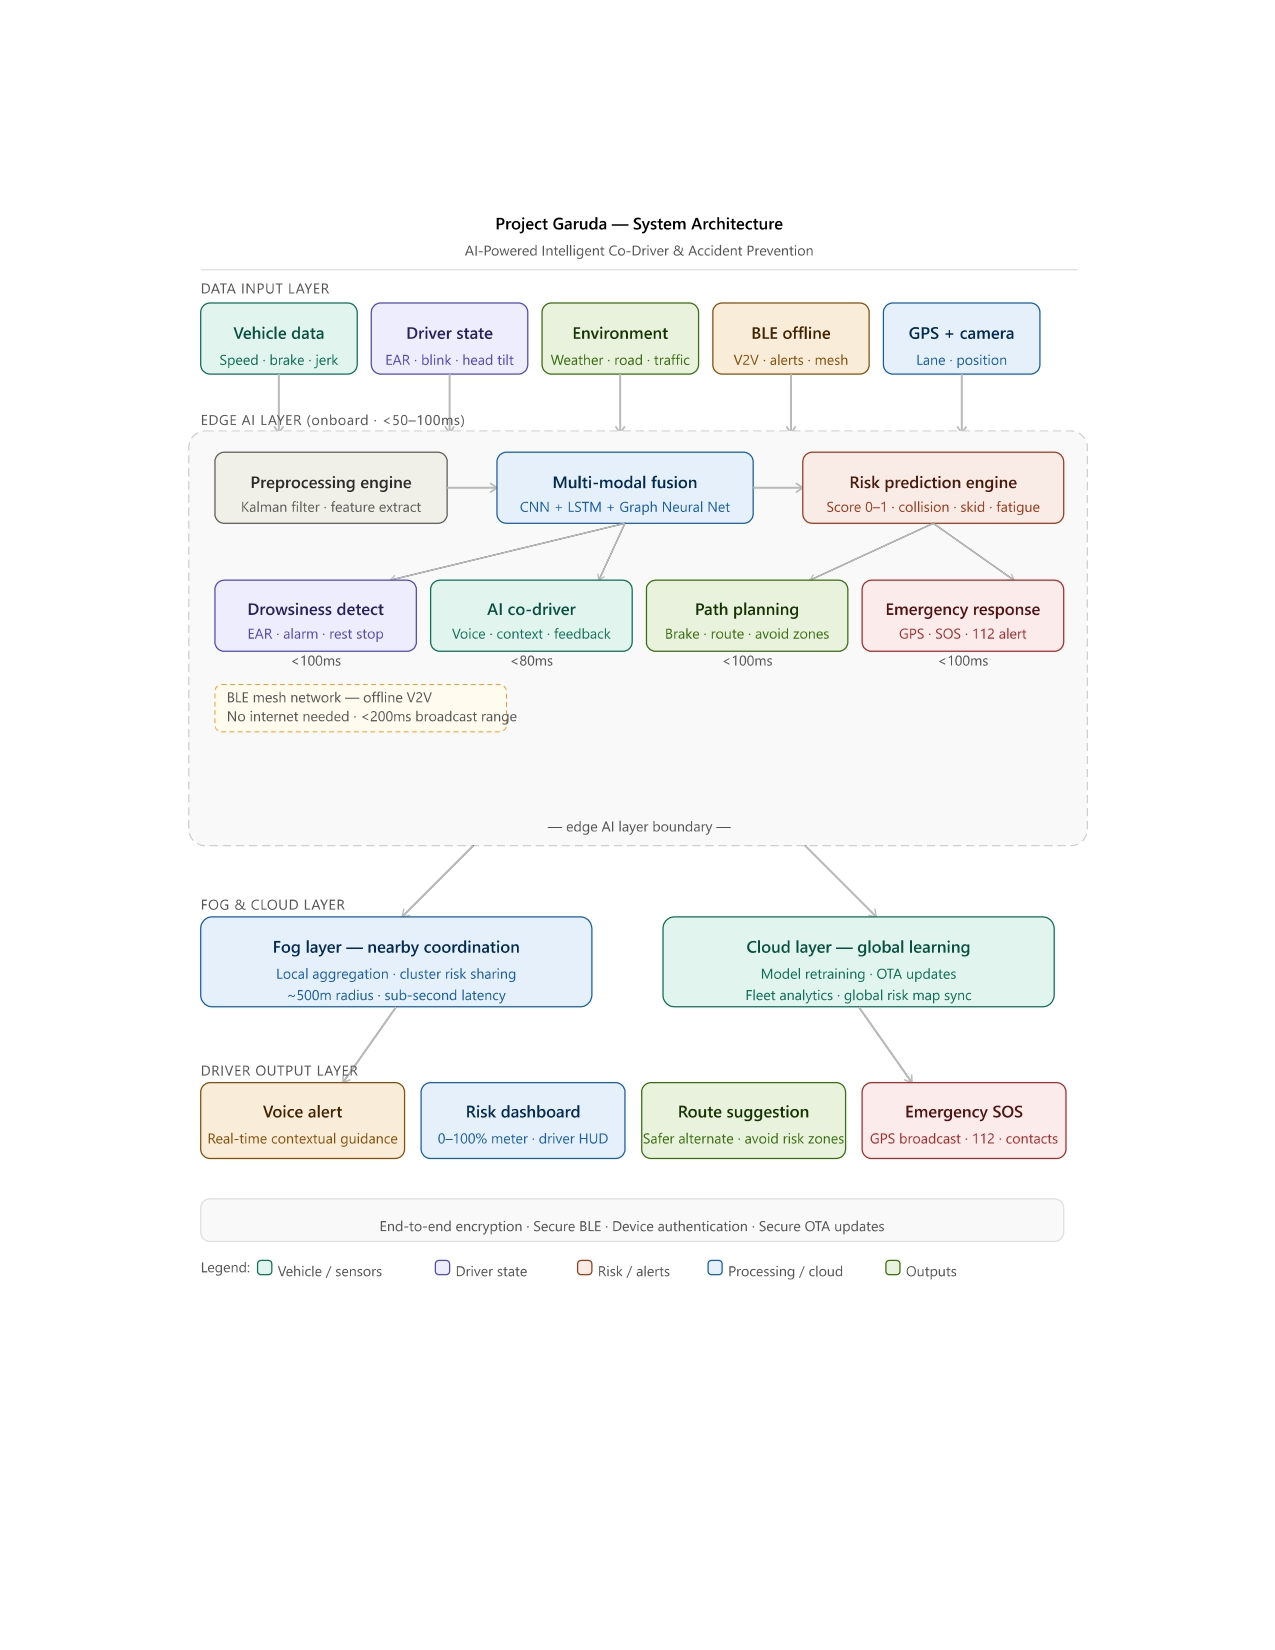 Project Garuda — System Architecture
AI-Powered Intelligent Co-Driver & Accident Prevention
DATA INPUT LAYER
Vehicle data
Speed · brake · jerk
Driver state
EAR · blink · head tilt
Environment
Weather · road · traffic
BLE offline
V2V · alerts · mesh
GPS + camera
Lane · position
EDGE AI LAYER (onboard · <50–100ms)
Preprocessing engine
Kalman filter · feature extract
Multi-modal fusion
CNN + LSTM + Graph Neural Net
Risk prediction engine
Score 0–1 · collision · skid · fatigue
Drowsiness detect
EAR · alarm · rest stop
<100ms
AI co-driver
Voice · context · feedback
<80ms
Path planning
Brake · route · avoid zones
<100ms
Emergency response
GPS · SOS · 112 alert
<100ms
BLE mesh network — offline V2V
No internet needed · <200ms broadcast range
— edge AI layer boundary —
FOG & CLOUD LAYER
Fog layer — nearby coordination
Local aggregation · cluster risk sharing
~500m radius · sub-second latency
Cloud layer — global learning
Model retraining · OTA updates
Fleet analytics · global risk map sync
DRIVER OUTPUT LAYER
Voice alert
Real-time contextual guidance
Risk dashboard
0–100% meter · driver HUD
Route suggestion
Safer alternate · avoid risk zones
Emergency SOS
GPS broadcast · 112 · contacts
End-to-end encryption · Secure BLE · Device authentication · Secure OTA updates
Legend: Vehicle / sensors Driver state Risk / alerts Processing / cloud Outputs